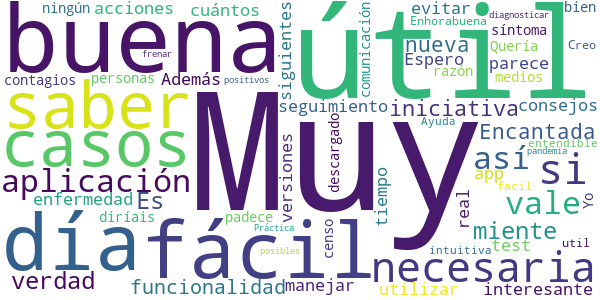 ningún acciones cuántos
buena
frenar
contagios personas Además positivos
siguientes
útil
comunicación
evitar bien
Enhorabuena diagnosticar
nueva síntoma
Quería Creo
Espero parece
razón medios
saber
casos
Muy
seguimiento iniciativa consejos
Ayuda Encantada
descargado
versiones
entendible
pandemia
así si
aplicación
enfermedad Es
app facil Yo
tiempo
real vale
diríais padece
Práctica
censo
miente
test util
día fácil
posibles
intuitiva
necesaria
verdad funcionalidad manejar utilizar interesante